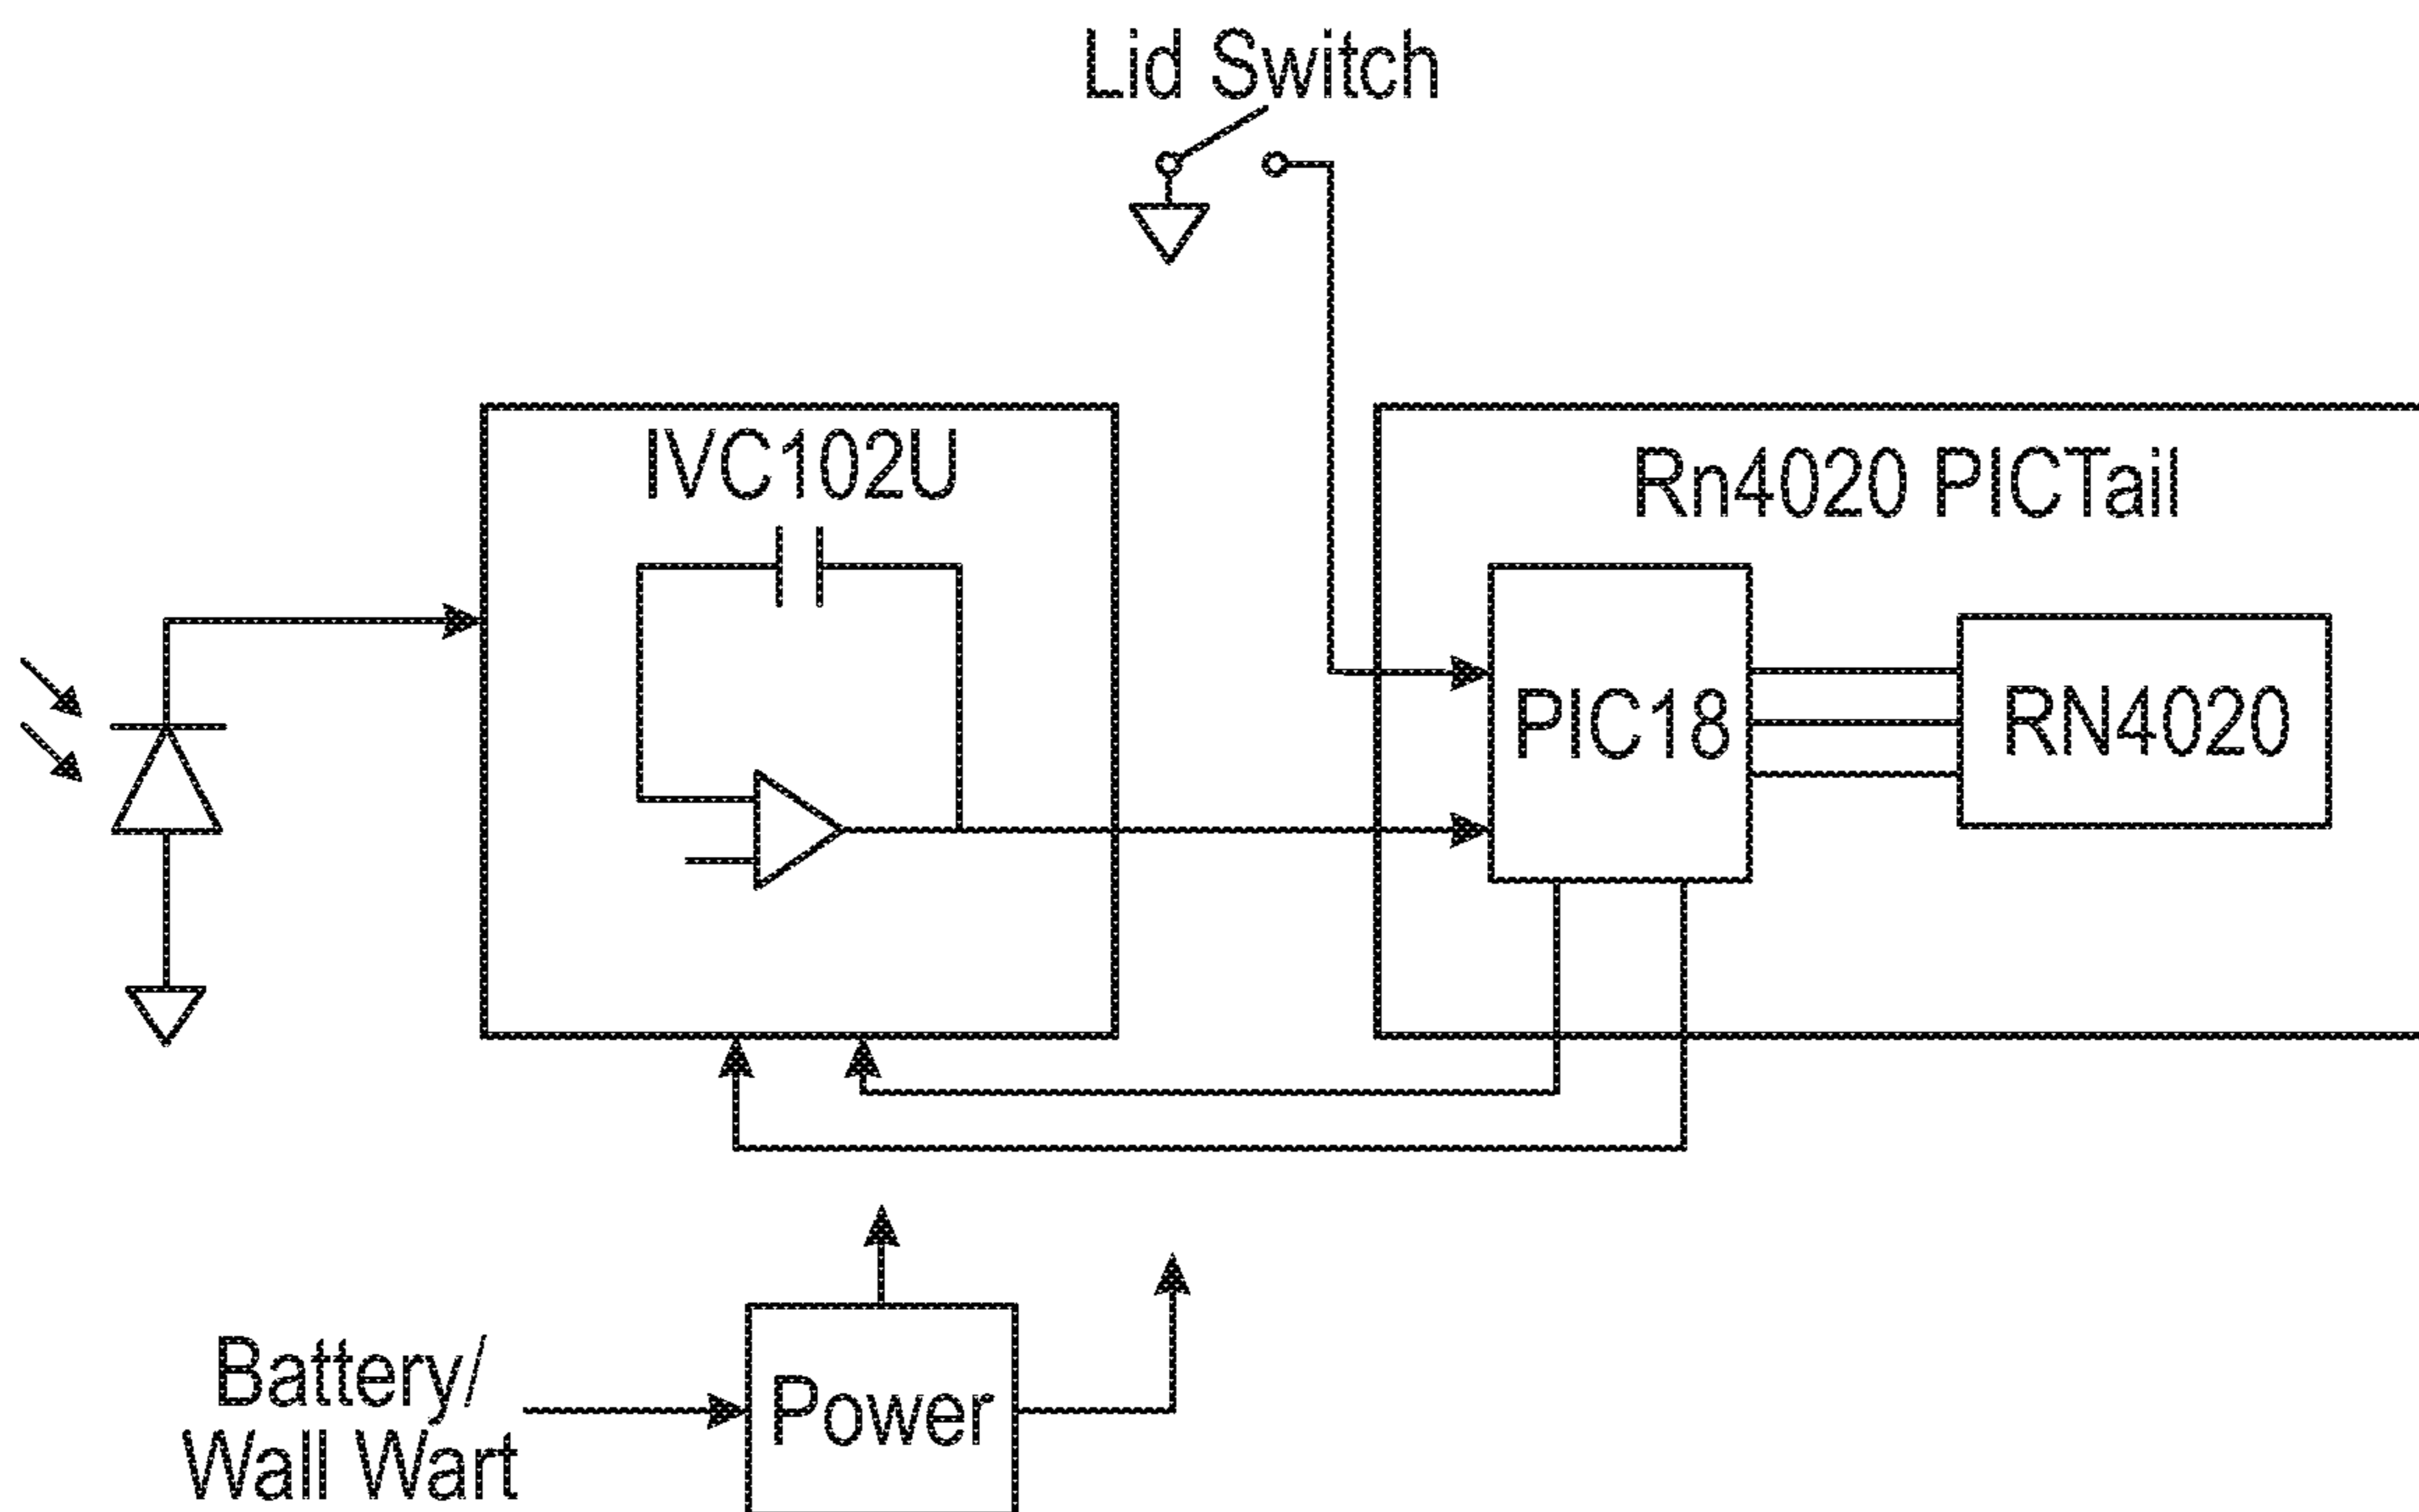 Lid Switch
IVC102U
Rn4020 PICTail
PIC18
RN4020
Battery/
Wall Wart
Power